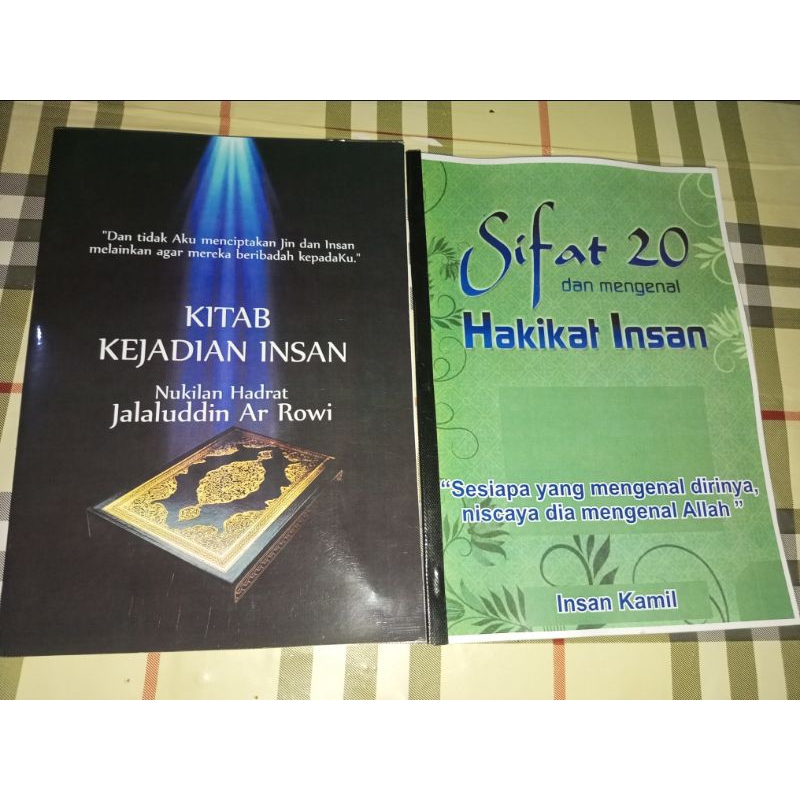 "Dan tidak Aku menciptakan Jin dan Insan
melainkan agar mereka beribadah kepadaKu."
KITAB
KEJADIAN INSAN
Nukilan Hadrat
Jalaluddin Ar Rowi
Sifat 20
dan mengenal
Hakikat Insan
“Sesiapa yang mengenal dirinya,
niscaya dia mengenal Allah ”
Insan Kamil